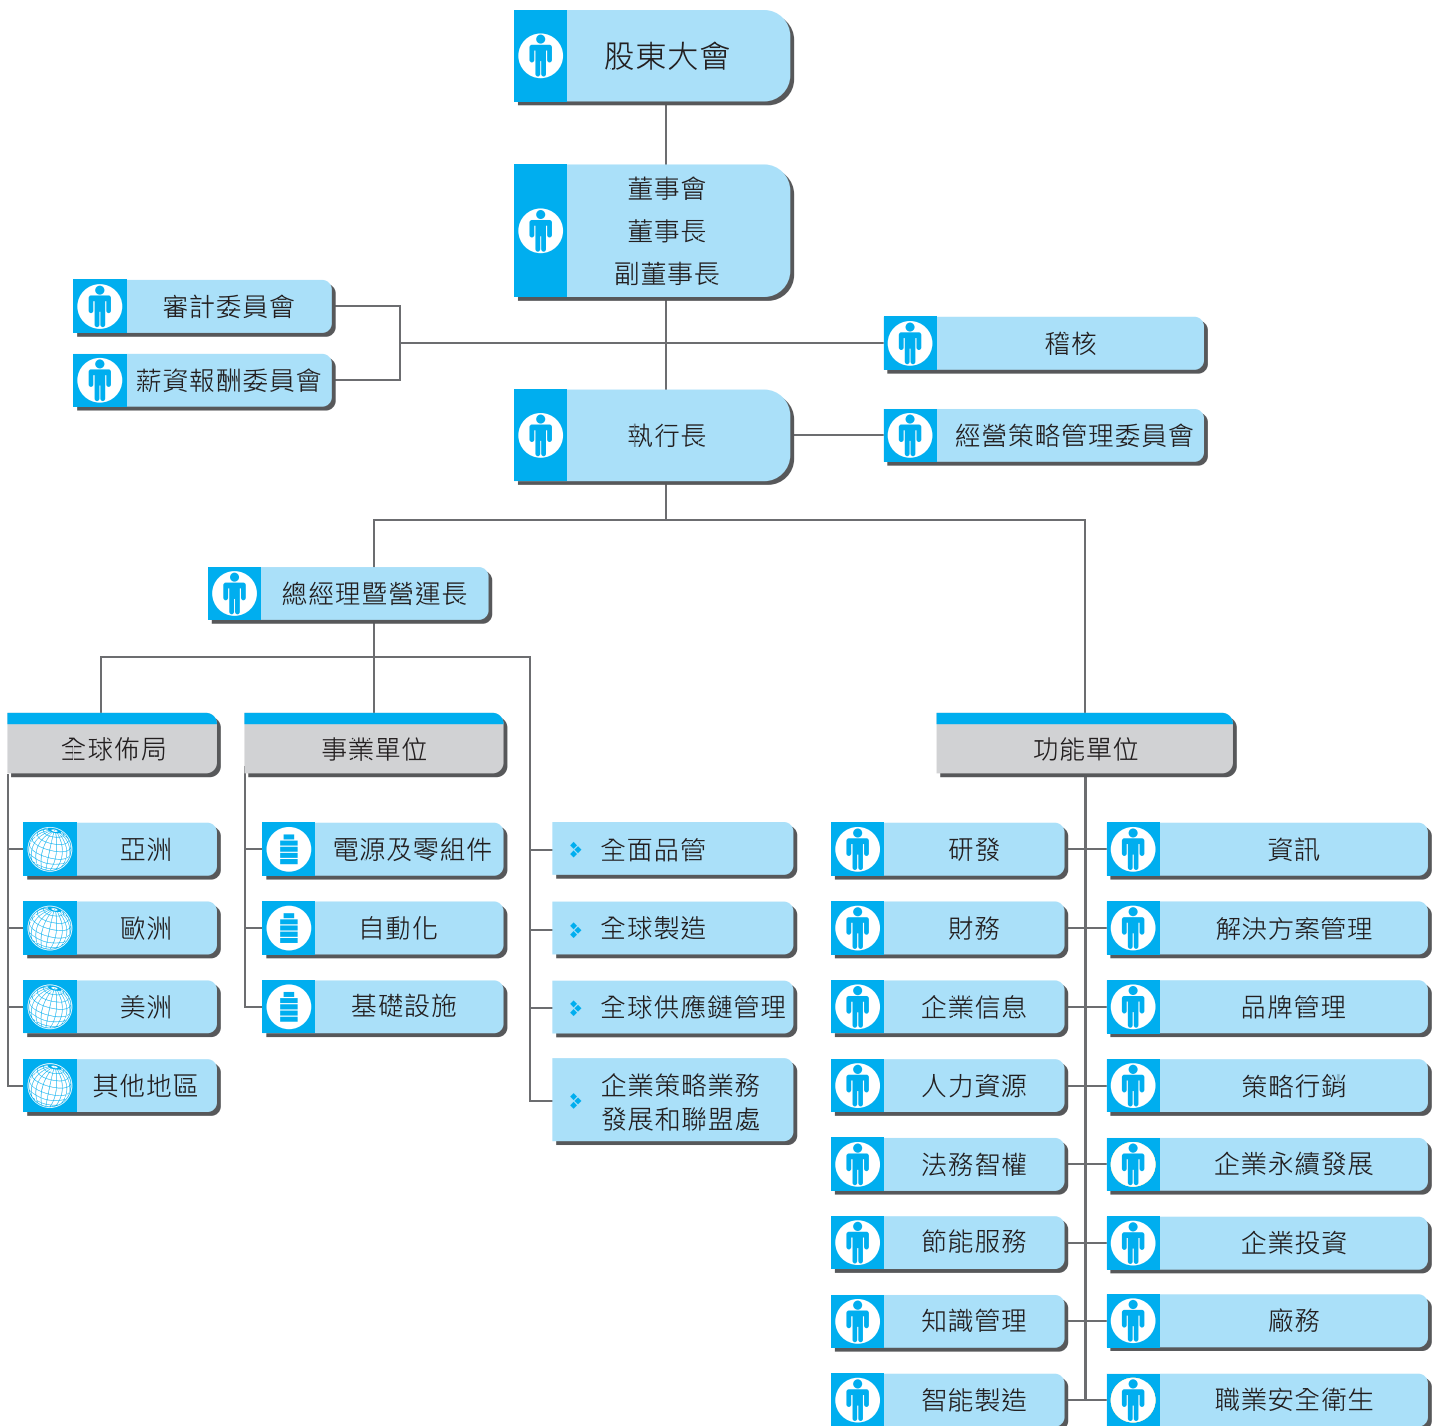 股東大會
董事會
董事長
副董事長
審計委員會
薪資報酬委員會
稽核
執行長
經營策略管理委員會
總經理暨營運長
全球佈局
事業單位
功能單位
亞洲
歐洲
美洲
其他地區
電源及零組件
自動化
基礎設施
全面品管
全球製造
全球供應鏈管理
企業策略業務
發展和聯盟處
研發
財務
企業信息
人力資源
法務智權
節能服務
知識管理
智能製造
資訊
解決方案管理
品牌管理
策略行銷
企業永續發展
企業投資
廠務
職業安全衛生